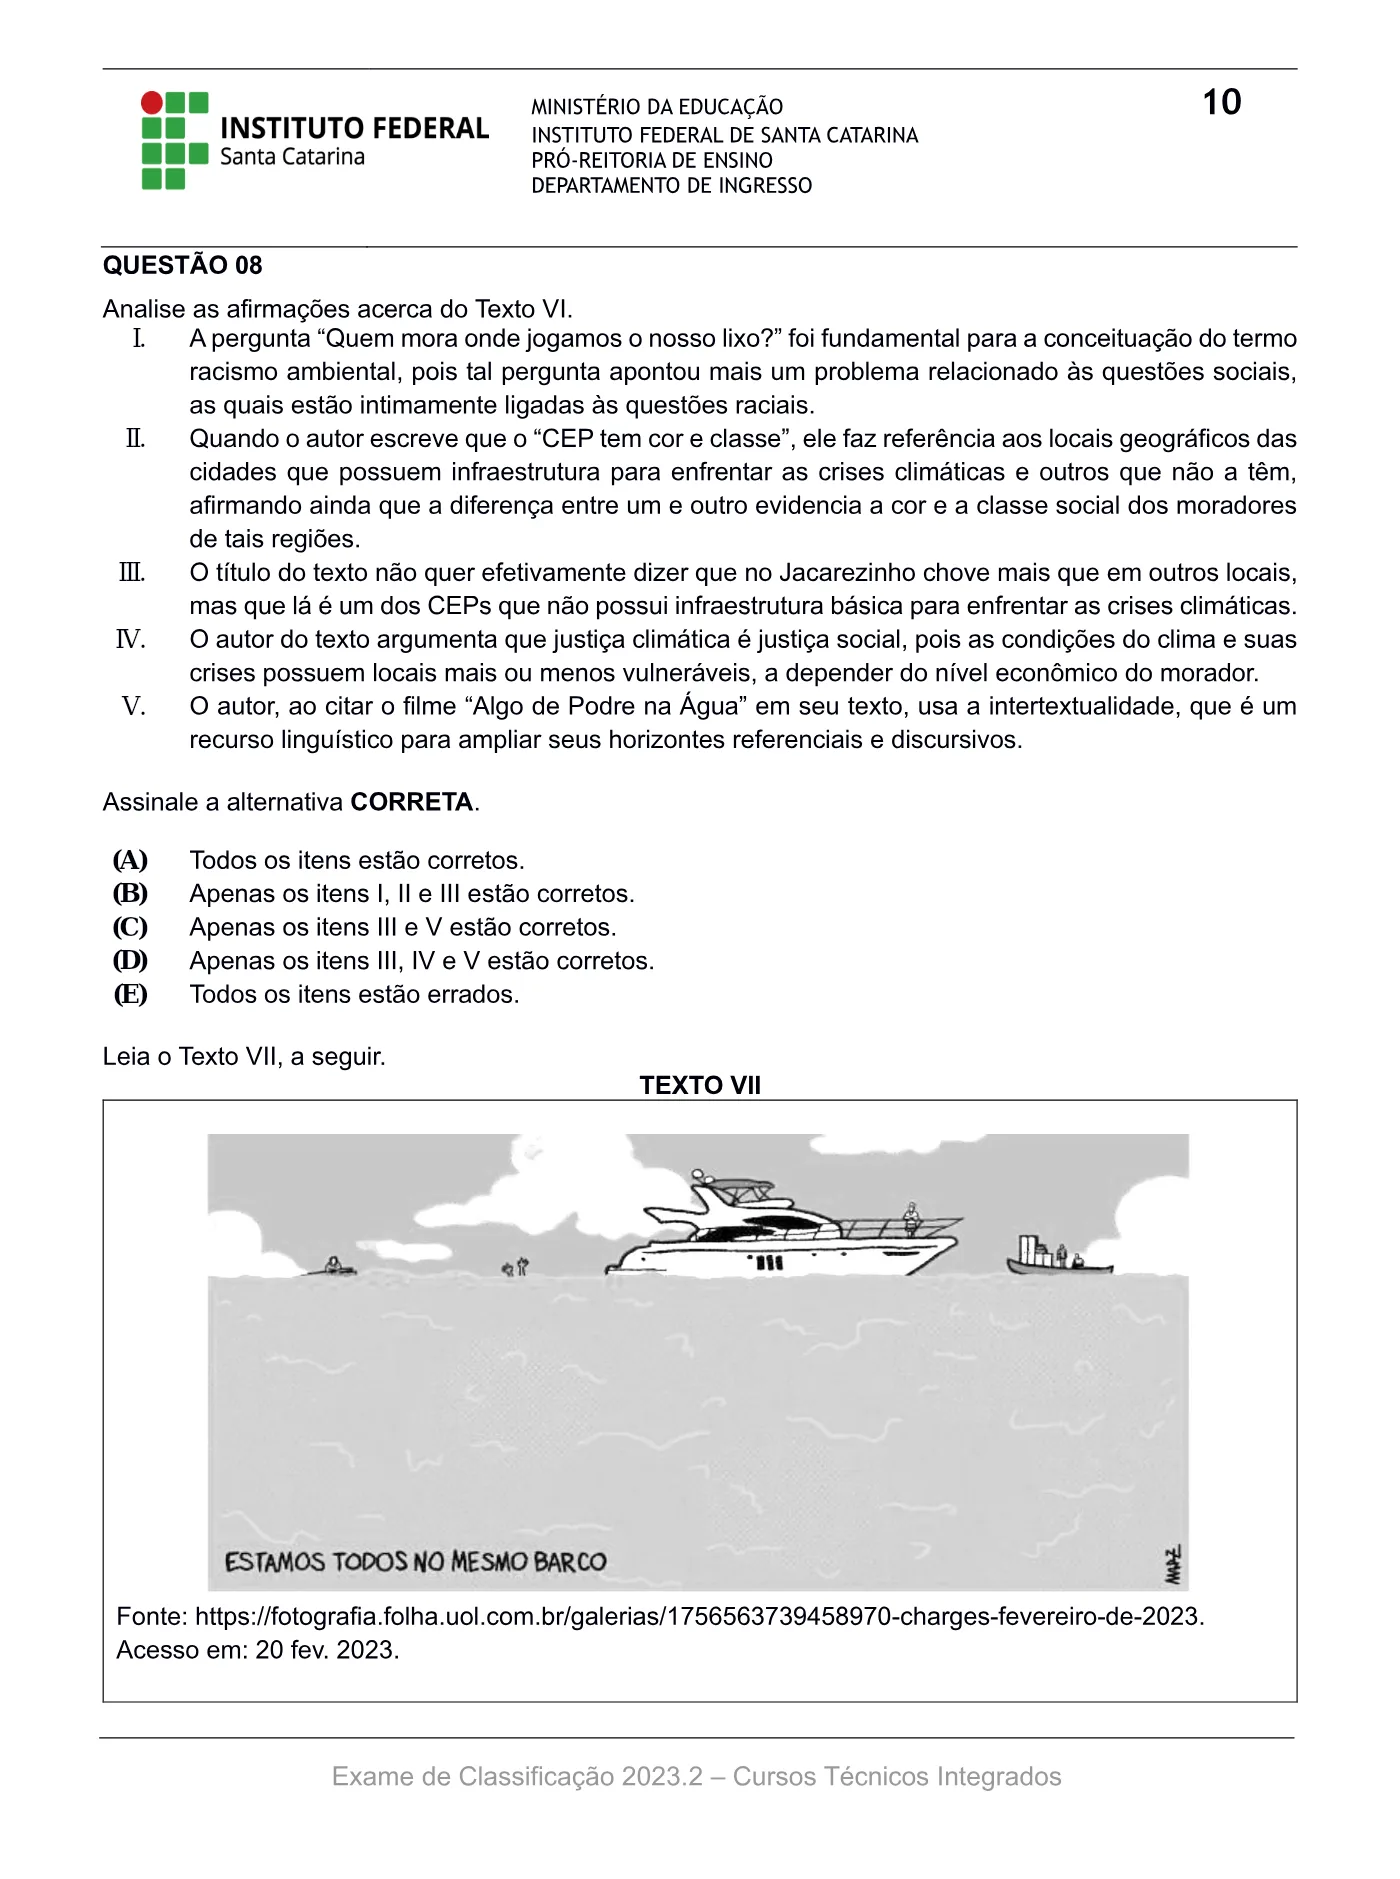 INSTITUTO FEDERAL
Santa Catarina
MINISTÉRIO DA EDUCAÇÃO
INSTITUTO FEDERAL DE SANTA CATARINA
PRÓ-REITORIA DE ENSINO
DEPARTAMENTO DE INGRESSO
10
QUESTÃO 08
Analise as afirmações acerca do Texto VI.
I. A pergunta “Quem mora onde jogamos o nosso lixo?” foi fundamental para a conceituação do termo
racismo ambiental, pois tal pergunta apontou mais um problema relacionado às questões sociais,
as quais estão intimamente ligadas às questões raciais.
II. Quando o autor escreve que o “CEP tem cor e classe”, ele faz referência aos locais geográficos das
cidades que possuem infraestrutura para enfrentar as crises climáticas e outros que não a têm,
afirmando ainda que a diferença entre um e outro evidencia a cor e a classe social dos moradores
de tais regiões.
III. O título do texto não quer efetivamente dizer que no Jacarezinho chove mais que em outros locais,
mas que lá é um dos CEPs que não possui infraestrutura básica para enfrentar as crises climáticas.
IV. O autor do texto argumenta que justiça climática é justiça social, pois as condições do clima e suas
crises possuem locais mais ou menos vulneráveis, a depender do nível econômico do morador.
V. O autor, ao citar o filme “Algo de Podre na Água” em seu texto, usa a intertextualidade, que é um
recurso linguístico para ampliar seus horizontes referenciais e discursivos.
Assinale a alternativa CORRETA.
(A) Todos os itens estão corretos.
(B) Apenas os itens I, II e III estão corretos.
(C) Apenas os itens III e V estão corretos.
(D) Apenas os itens III, IV e V estão corretos.
(E) Todos os itens estão errados.
Leia o Texto VII, a seguir.
TEXTO VII
ESTAMOS TODOS NO MESMO BARCO
Fonte: https://fotografia.folha.uol.com.br/galerias/1756563739458970-charges-fevereiro-de-2023.
Acesso em: 20 fev. 2023.
Exame de Classificação 2023.2 – Cursos Técnicos Integrados